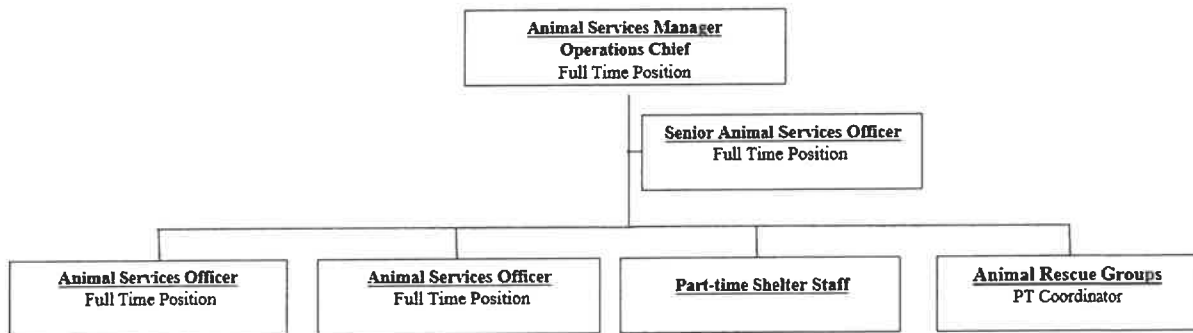 Animal Services Manager
Operations Chief
Full Time Position
Senior Animal Services Officer
Full Time Position
Animal Services Officer
Full Time Position
Animal Services Officer
Full Time Position
Part-time Shelter Staff
Animal Rescue Groups
PT Coordinator